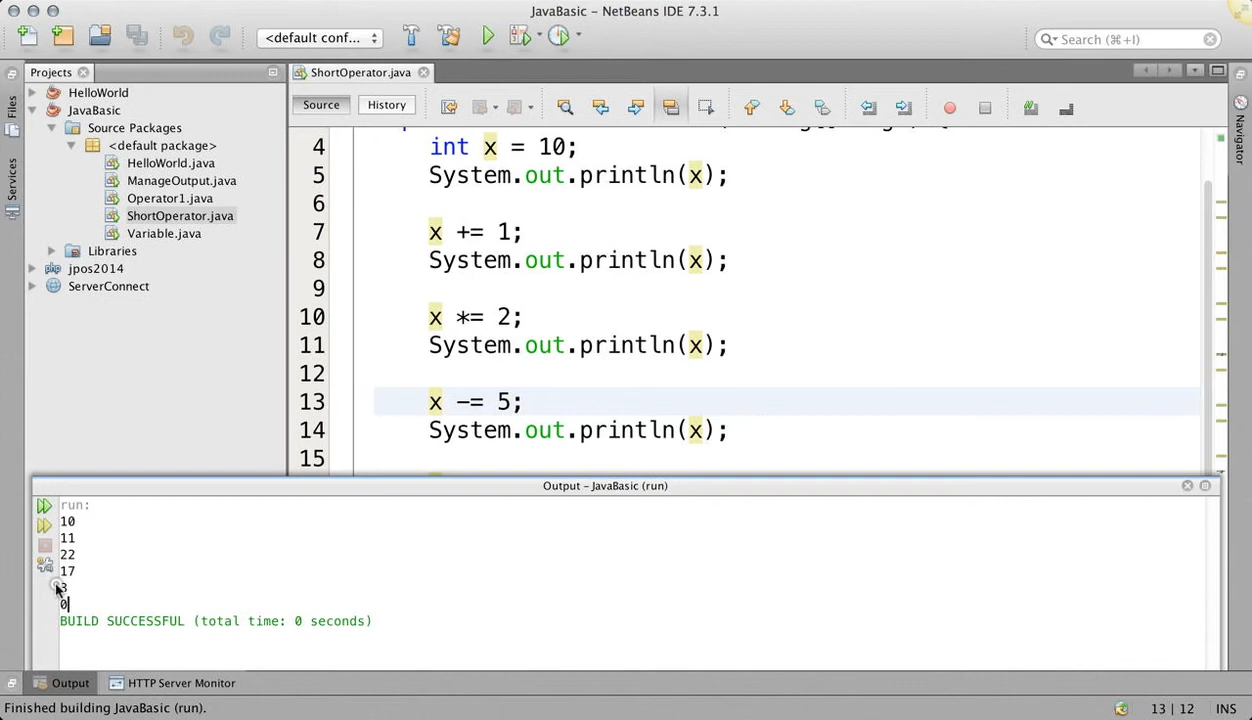 JavaBasic – NetBeans IDE 7.3.1
<default conf...
Search (⌘+I)
Projects
ShortOperator.java
Files
Services
Navigator
HelloWorld
JavaBasic
Source Packages
<default package>
HelloWorld.java
ManageOutput.java
Operator1.java
ShortOperator.java
Variable.java
Libraries
jpos2014
ServerConnect
Source
History
4 int x = 10;
5 System.out.println(x);
6
7 x += 1;
8 System.out.println(x);
9
10 x *= 2;
11 System.out.println(x);
12
13 x -= 5;
14 System.out.println(x);
15
Output – JavaBasic (run)
run:
10
11
22
17
3
0
BUILD SUCCESSFUL (total time: 0 seconds)
Output
HTTP Server Monitor
Finished building JavaBasic (run).
13 | 12
INS